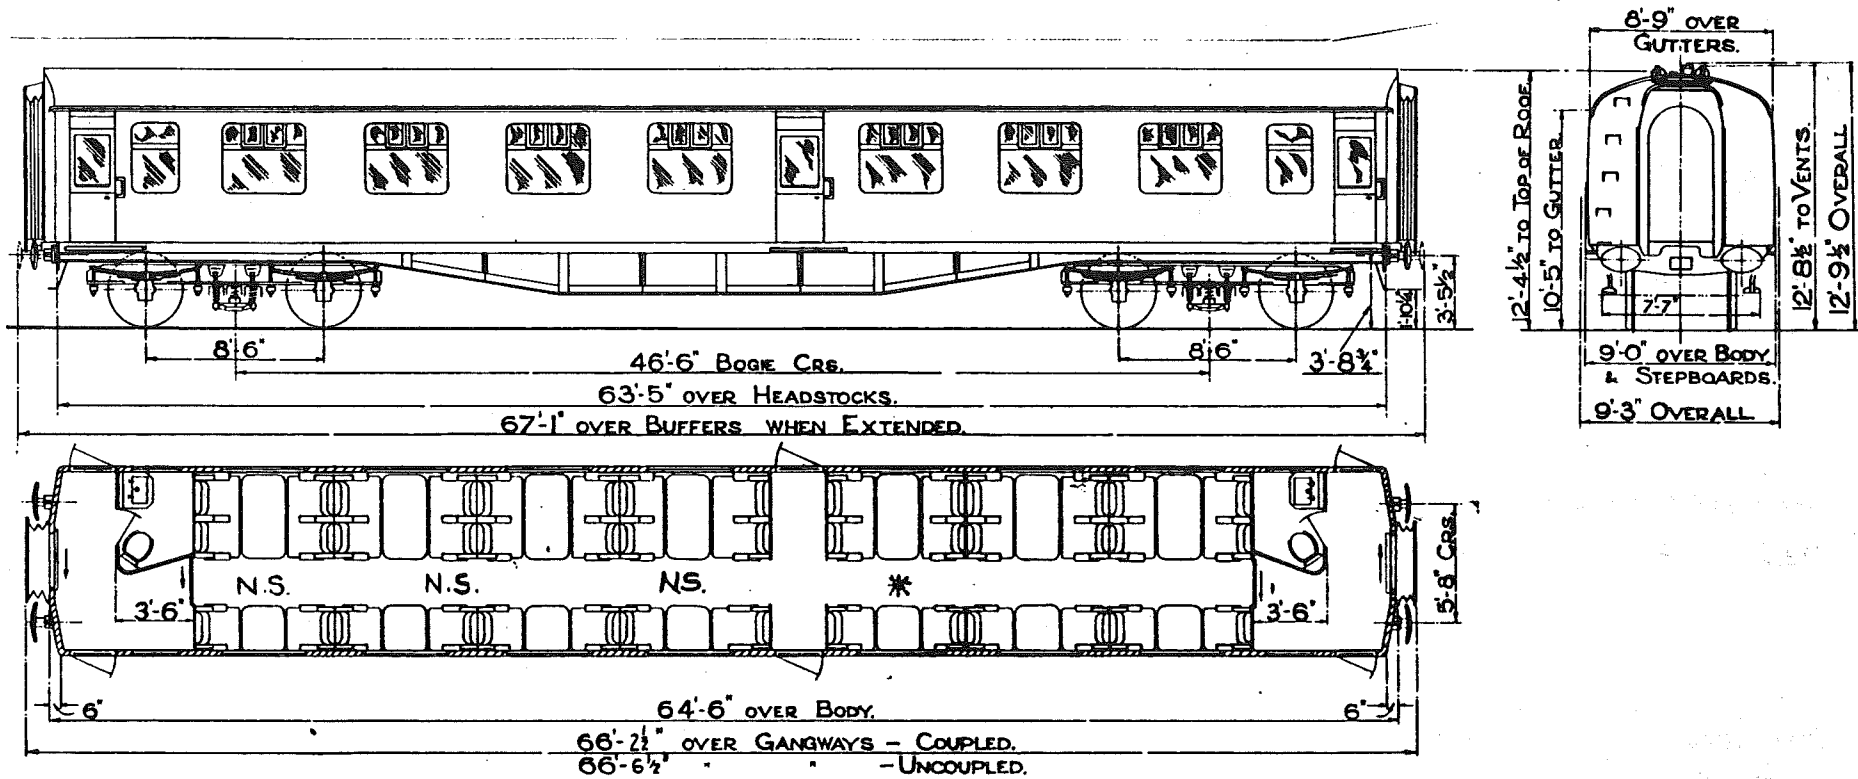 8'-9" OVER
GUTTERS.
12'-4½" TO TOP OF ROOF.
10'-5" TO GUTTER.
12'-8½" TO VENTS.
12'-9½" OVERALL
7'-7"
9'-0" OVER BODY
& STEPBOARDS.
9'-3" OVERALL
8'-6"
46'-6" BOGIE CRS.
8'-6"
3'-8¾"
1'-10¼"
3'-5½"
63'-5" OVER HEADSTOCKS.
67'-1" OVER BUFFERS WHEN EXTENDED.
N.S.
N.S.
N.S.
3'-6"
3'-6"
5'-8" CRS.
6"
64'-6" OVER BODY.
6"
66'-2½" OVER GANGWAYS - COUPLED.
66'-6½" " " - UNCOUPLED.